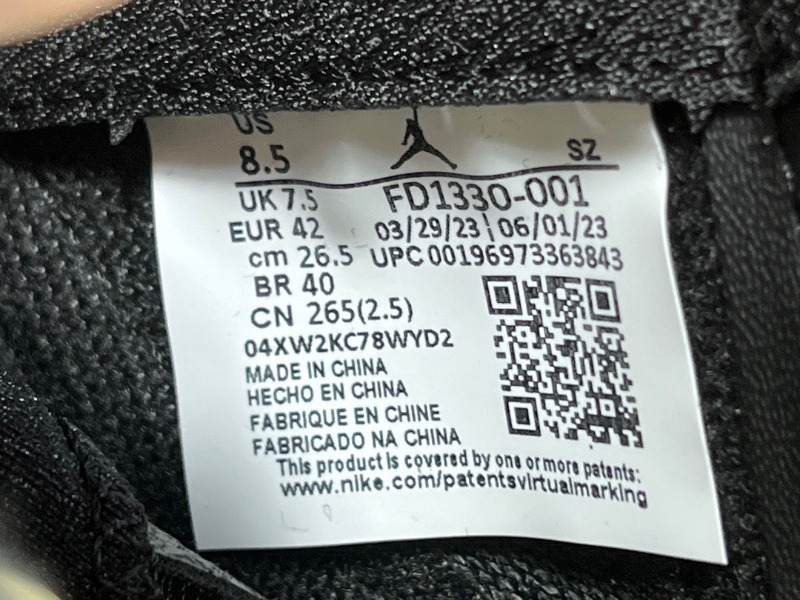 US
8.5 SZ
UK 7.5 FD1330-001
EUR 42 03/29/23 06/01/23
cm 26.5 UPC 00196973363843
BR 40
CN 265(2.5)
04XW2KC78WYD2
MADE IN CHINA
HECHO EN CHINA
FABRIQUE EN CHINE
FABRICADO NA CHINA
This product is covered by one or more patents:
www.nike.com/patentsvirtualmarking